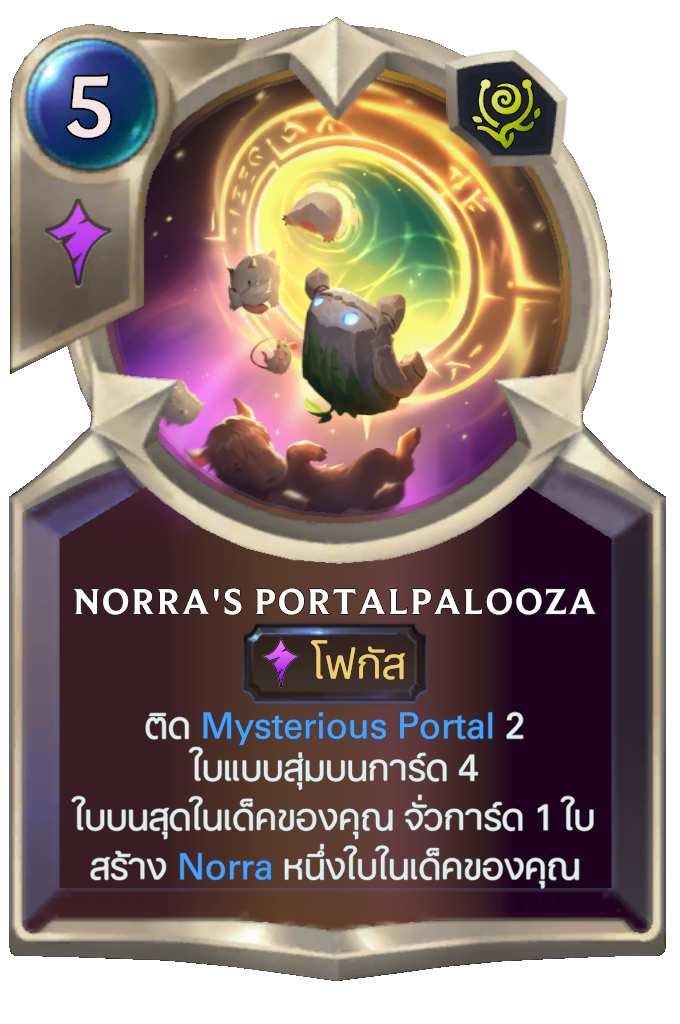 5
NORRA'S PORTALPALOOZA
โฟกัส
ติด Mysterious Portal 2
ใบแบบสุ่มบนการ์ด 4
ใบบนสุดในเด็คของคุณ จั่วการ์ด 1 ใบ
สร้าง Norra หนึ่งใบในเด็คของคุณ